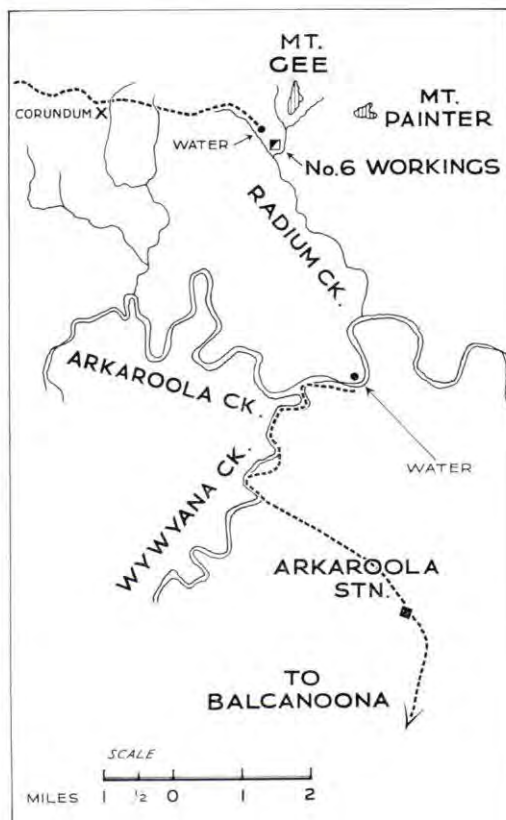 MT.
GEE
MT.
PAINTER
CORUNDUM X
WATER
No.6 WORKINGS
RADIUM CK.
ARKAROOLA CK.
WATER
WYWYANA CK.
ARKAROOLA
STN.
TO
BALCANOONA
SCALE
MILES 1 ½ 0 1 2